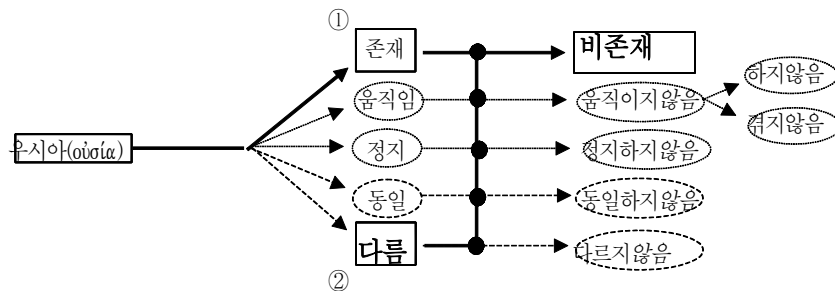 ①
존재
비존재
하지않음
움직임
움직이지않음
겪지않음
우시아(οὐσία)
정지
정지하지않음
동일
동일하지않음
다름
다르지않음
②